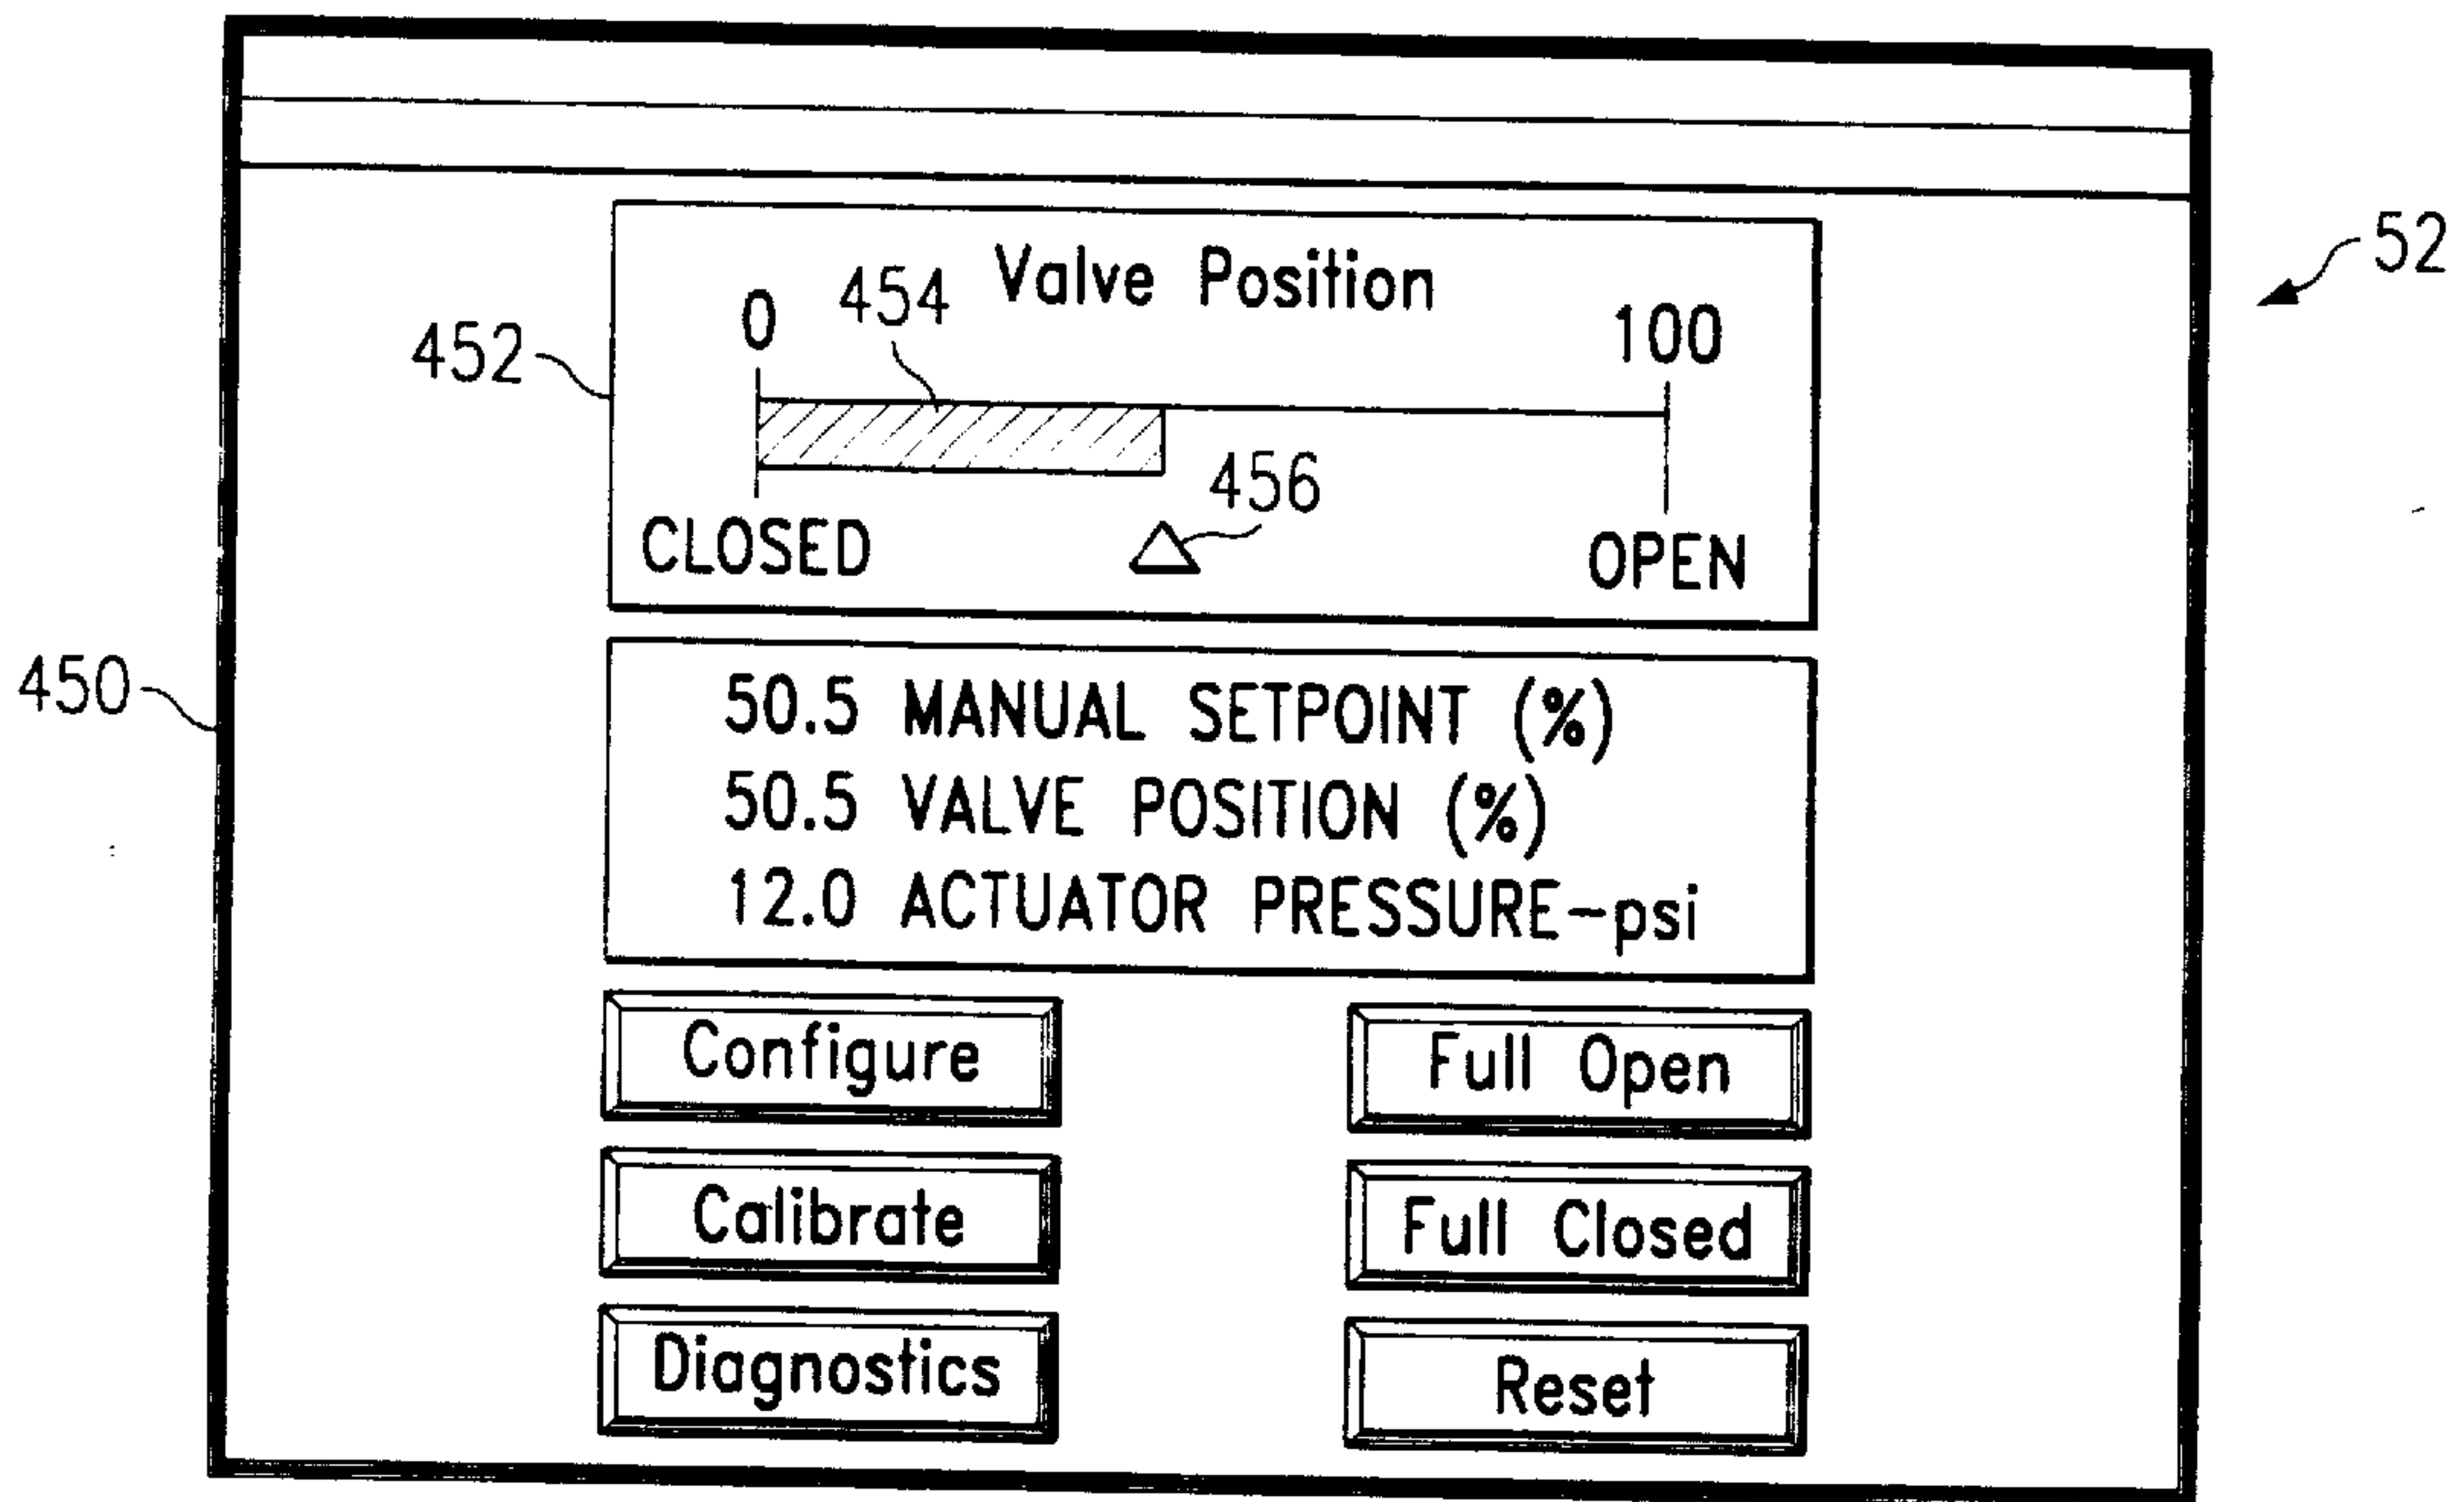 Valve Position
454
0
100
452
52
456
CLOSED
OPEN
450
50.5 MANUAL SETPOINT (%)
50.5 VALVE POSITION (%)
12.0 ACTUATOR PRESSURE-psi
Configure
Full Open
Calibrate
Full Closed
Diagnostics
Reset